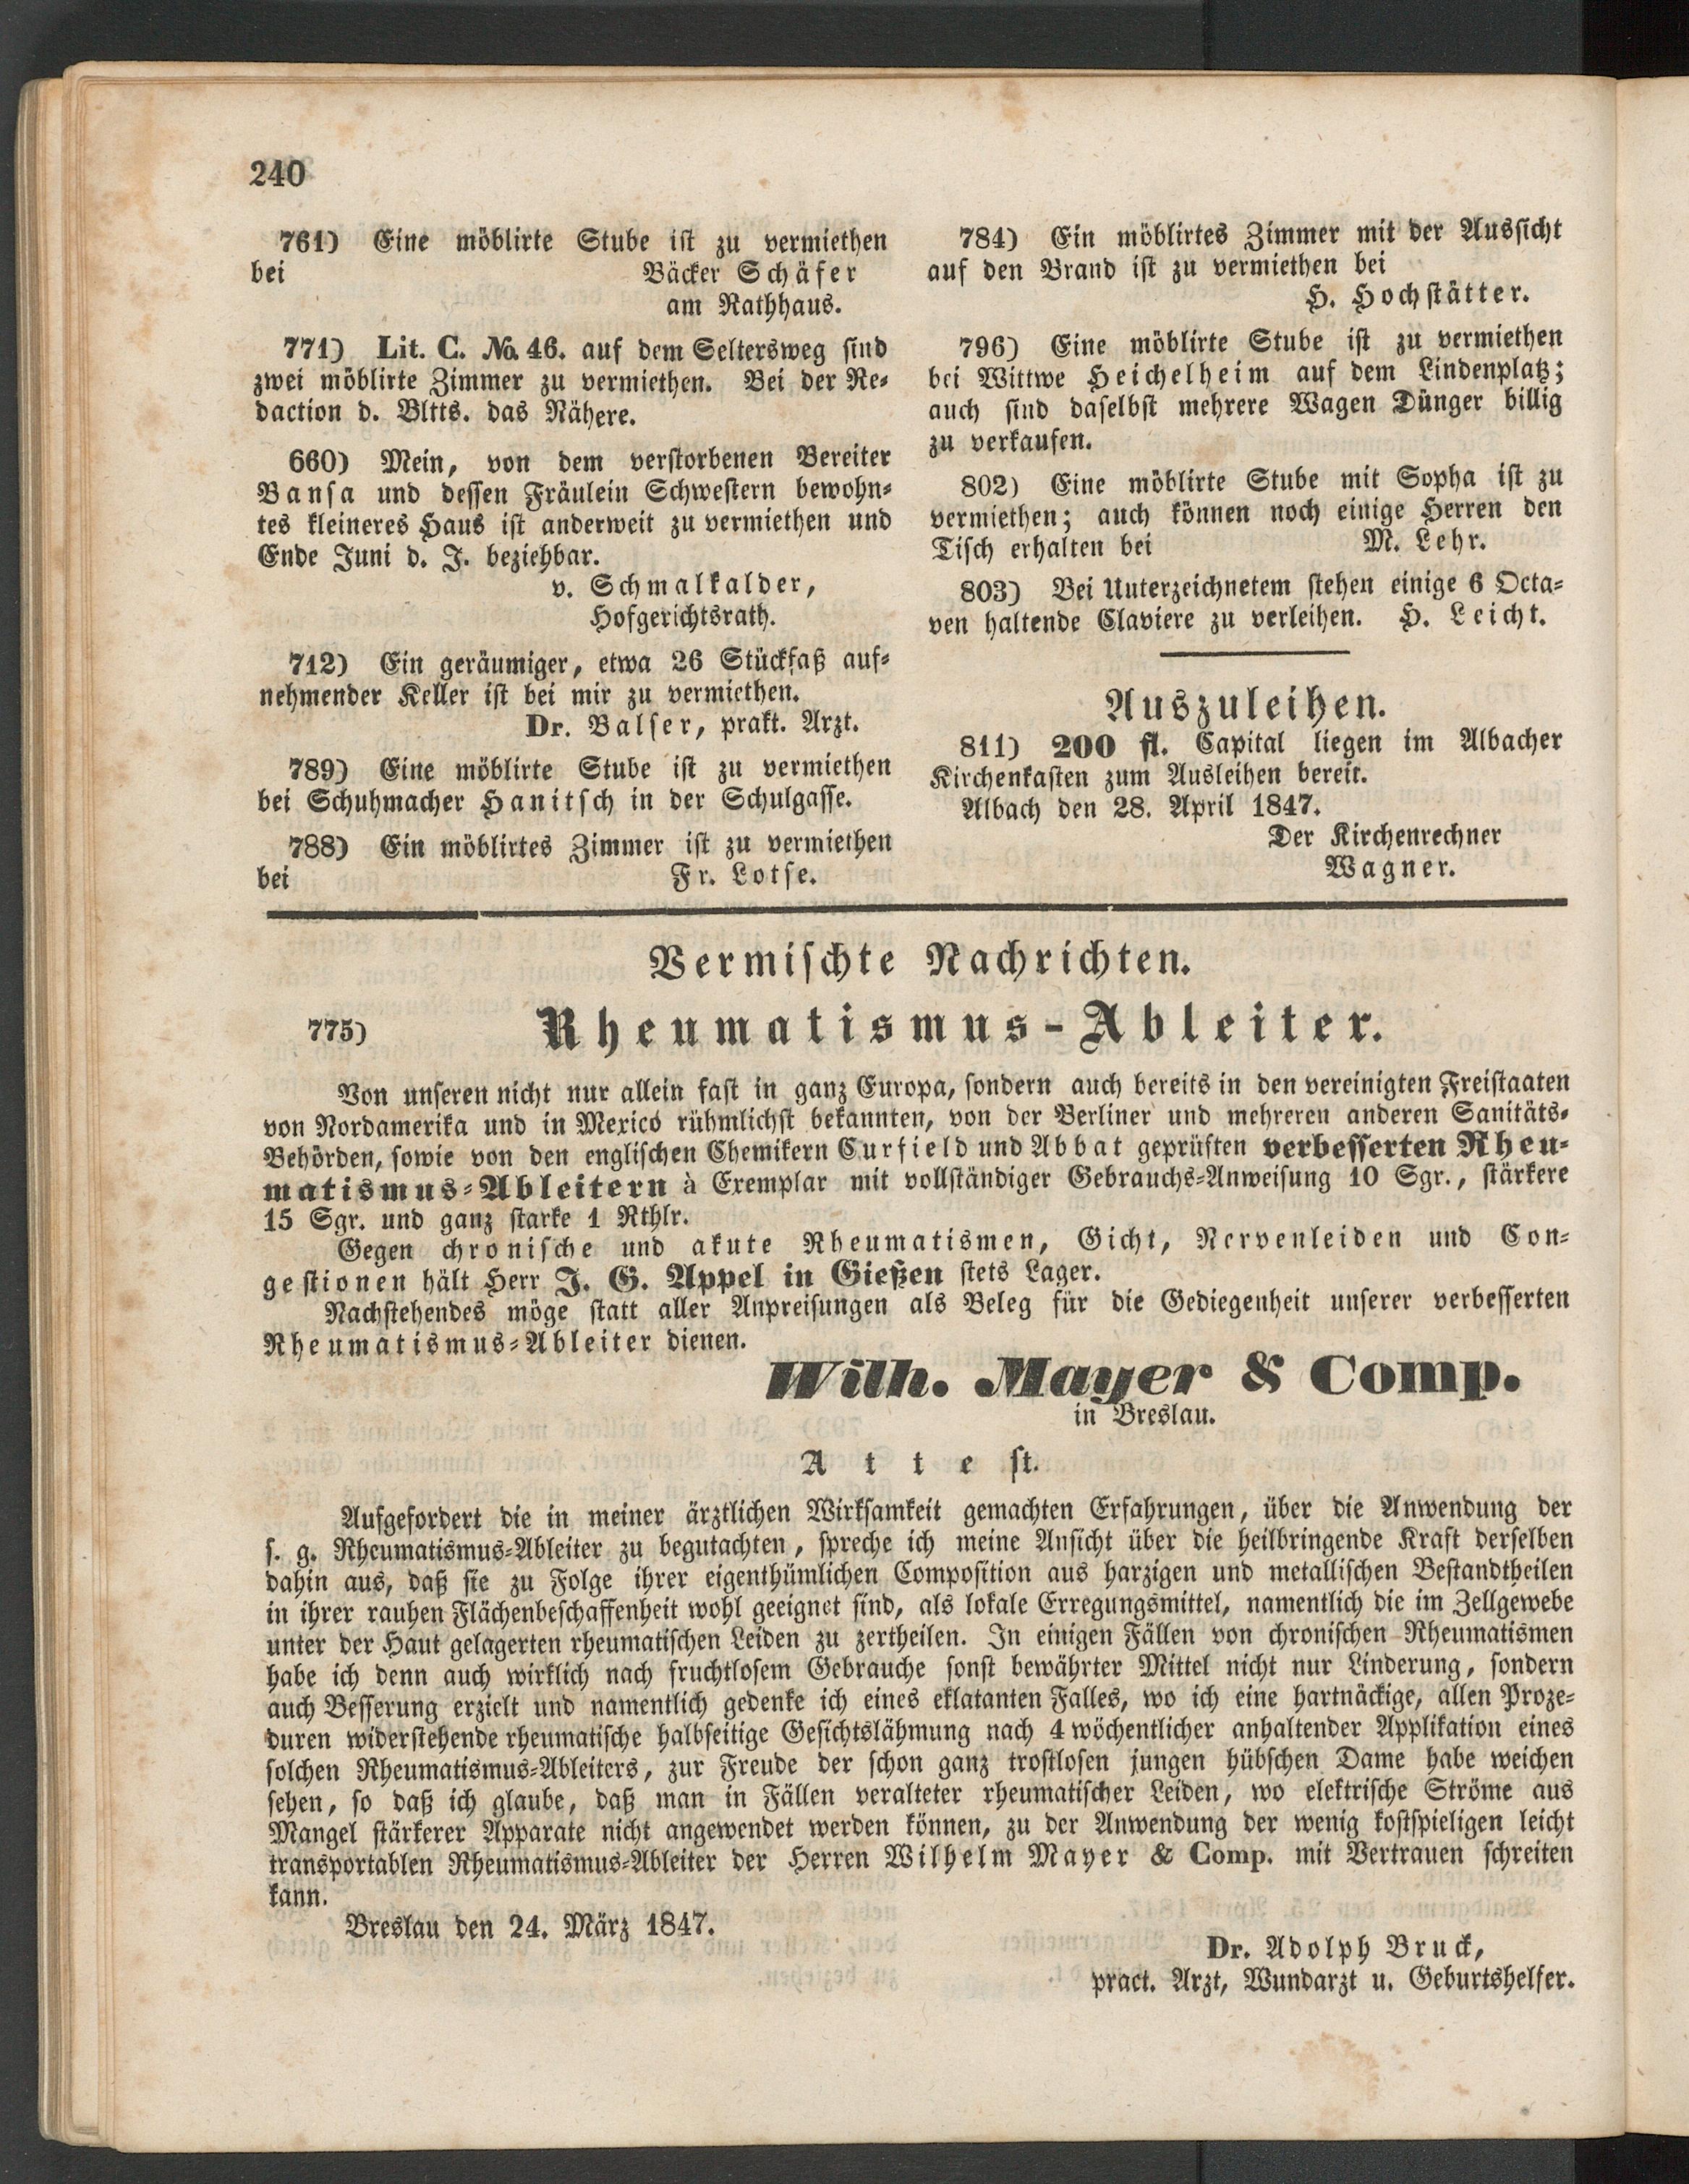 240
761) Eine möblirte Stube ist zu vermiethen
bei Bäcker Schäfer
am Rathhaus.
771) Lit. C. No. 46. auf dem Seltersweg sind
zwei möblirte Zimmer zu vermiethen. Bei der Re-
daction d. Bltts. das Nähere.
660) Mein, von dem verstorbenen Bereiter
Bansa und dessen Fräulein Schwestern bewohn-
tes kleineres Haus ist anderweit zu vermiethen und
Ende Juni d. J. beziehbar.
v. Schmalkalder,
Hofgerichtsrath.
712) Ein geräumiger, etwa 26 Stückfaß auf-
nehmender Keller ist bei mir zu vermiethen.
Dr. Balser, prakt. Arzt.
789) Eine möblirte Stube ist zu vermiethen
bei Schuhmacher Hanitsch in der Schulgasse.
788) Ein möblirtes Zimmer ist zu vermiethen
bei Fr. Lotse.
784) Ein möblirtes Zimmer mit der Aussicht
auf den Brand ist zu vermiethen bei
H. Hochstätter.
796) Eine möblirte Stube ist zu vermiethen
bei Wittwe Heichelheim auf dem Lindenplatz;
auch sind daselbst mehrere Wagen Dünger billig
zu verkaufen.
802) Eine möblirte Stube mit Sopha ist zu
vermiethen; auch können noch einige Herren den
Tisch erhalten bei M. Lehr.
803) Bei Unterzeichnetem stehen einige 6 Octa-
ven haltende Claviere zu verleihen. H. Leicht.
Auszuleihen.
811) 200 fl. Capital liegen im Albacher
Kirchenkasten zum Ausleihen bereit.
Albach den 28. April 1847.
Der Kirchenrechner
Wagner.
Vermischte Nachrichten.
775) Rheumatismus-Ableiter.
Von unseren nicht nur allein fast in ganz Europa, sondern auch bereits in den vereinigten Freistaaten
von Nordamerika und in Mexico rühmlichst bekannten, von der Berliner und mehreren anderen Sanitäts-
Behörden, sowie von den englischen Chemikern Curfield und Abbat geprüften verbesserten Rheu-
matismus-Ableitern à Exemplar mit vollständiger Gebrauchs-Anweisung 10 Sgr., stärkere
15 Sgr. und ganz starke 1 Rthlr.
Gegen chronische und akute Rheumatismen, Gicht, Nervenleiden und Con-
gestionen hält Herr J. G. Appel in Gießen stets Lager.
Nachstehendes möge statt aller Anpreisungen als Beleg für die Gediegenheit unserer verbesserten
Rheumatismus-Ableiter dienen.
Wilh. Mayer & Comp.
in Breslau.
Attest.
Aufgefordert die in meiner ärztlichen Wirksamkeit gemachten Erfahrungen, über die Anwendung der
s. g. Rheumatismus-Ableiter zu begutachten, spreche ich meine Ansicht über die heilbringende Kraft derselben
dahin aus, daß sie zu Folge ihrer eigenthümlichen Composition aus harzigen und metallischen Bestandtheilen
in ihrer rauhen Flächenbeschaffenheit wohl geeignet sind, als lokale Erregungsmittel, namentlich die im Zellgewebe
unter der Haut gelagerten rheumatischen Leiden zu zertheilen. In einigen Fällen von chronischen Rheumatismen
habe ich denn auch wirklich nach fruchtlosem Gebrauche sonst bewährter Mittel nicht nur Linderung, sondern
auch Besserung erzielt und namentlich gedenke ich eines eklatanten Falles, wo ich eine hartnäckige, allen Proze-
duren widerstehende rheumatische halbseitige Gesichtslähmung nach 4 wöchentlicher anhaltender Applikation eines
solchen Rheumatismus-Ableiters, zur Freude der schon ganz trostlosen jungen hübschen Dame habe weichen
sehen, so daß ich glaube, daß man in Fällen veralteter rheumatischer Leiden, wo elektrische Ströme aus
Mangel stärkerer Apparate nicht angewendet werden können, zu der Anwendung der wenig kostspieligen leicht
transportablen Rheumatismus-Ableiter der Herren Wilhelm Mayer & Comp. mit Vertrauen schreiten
kann.
Breslau den 24. März 1847.
Dr. Adolph Bruck,
pract. Arzt, Wundarzt u. Geburtshelfer.